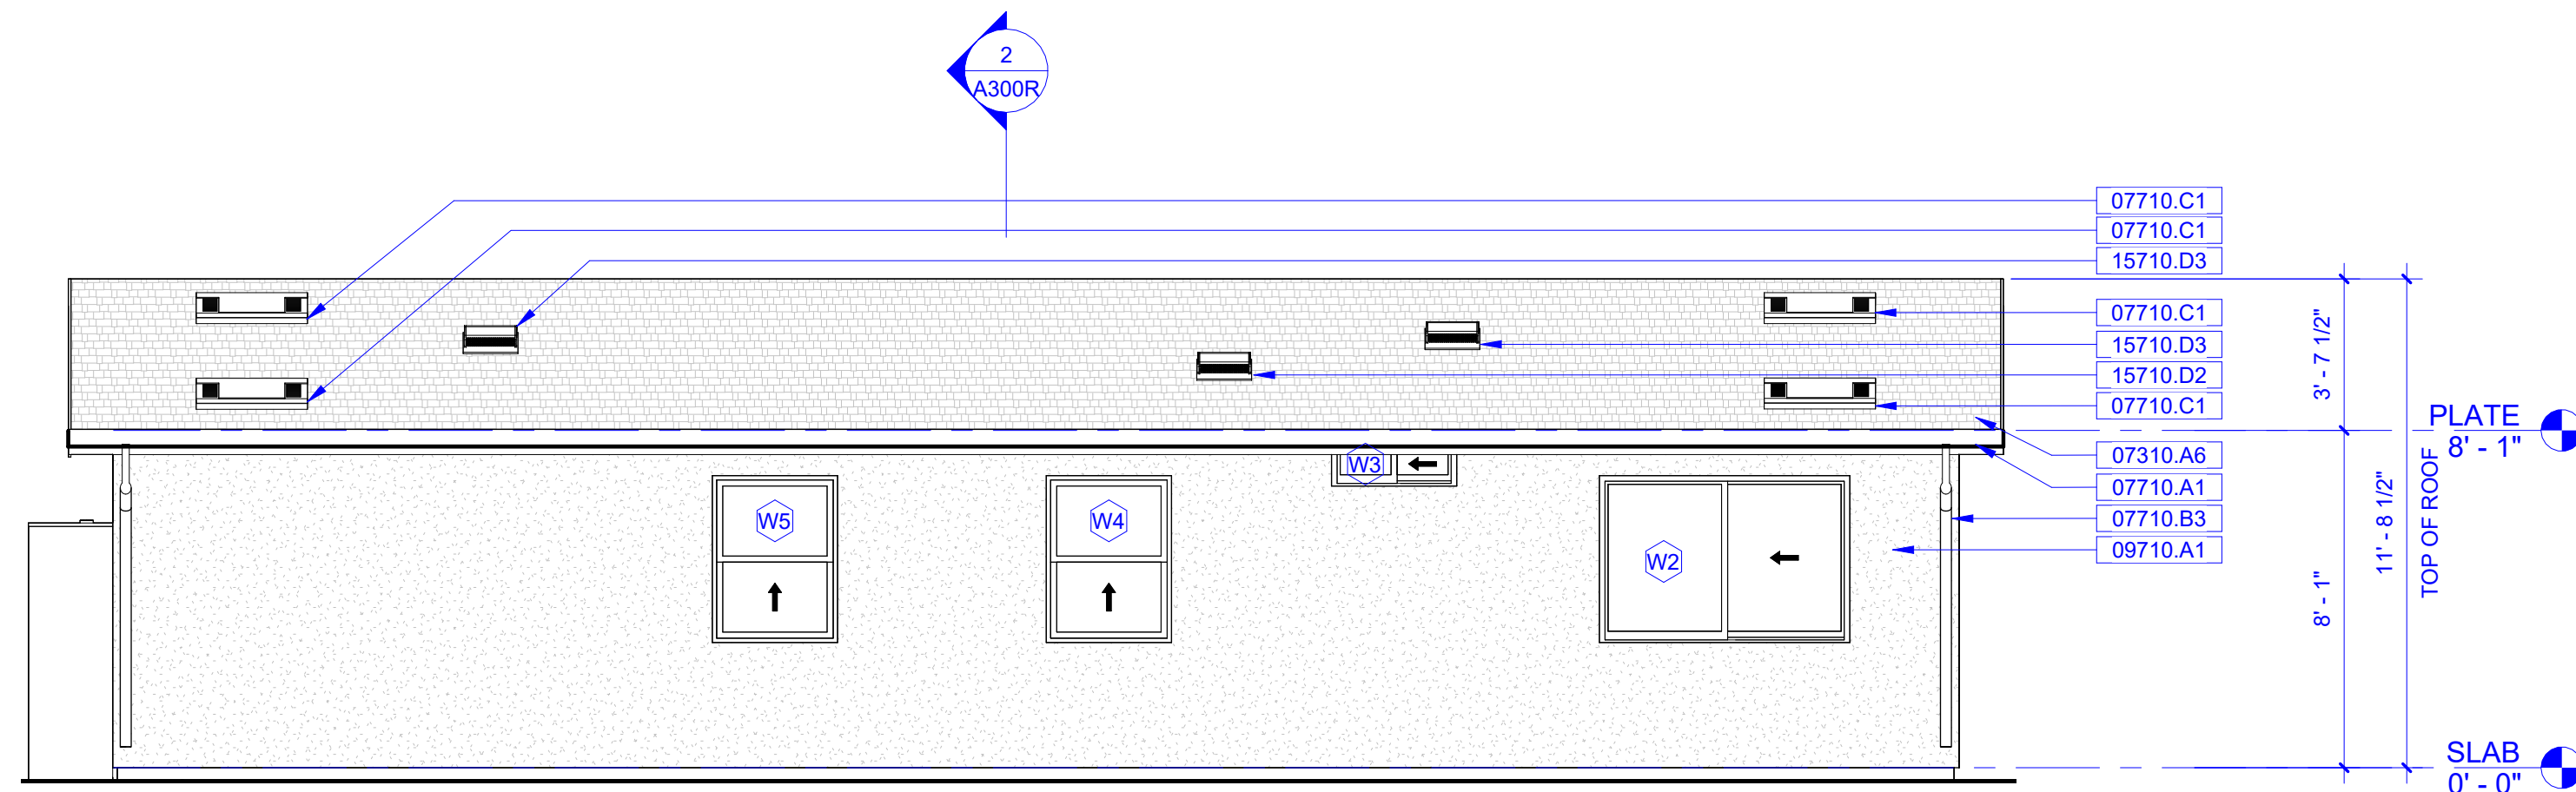 2
A300R
07710.C1
07710.C1
15710.D3
07710.C1
15710.D3
15710.D2
07710.C1
07310.A6
07710.A1
07710.B3
09710.A1
3' - 7 1/2"
8' - 1"
11' - 8 1/2"
TOP OF ROOF
PLATE
8' - 1"
SLAB
0' - 0"
W5
W4
W3
W2